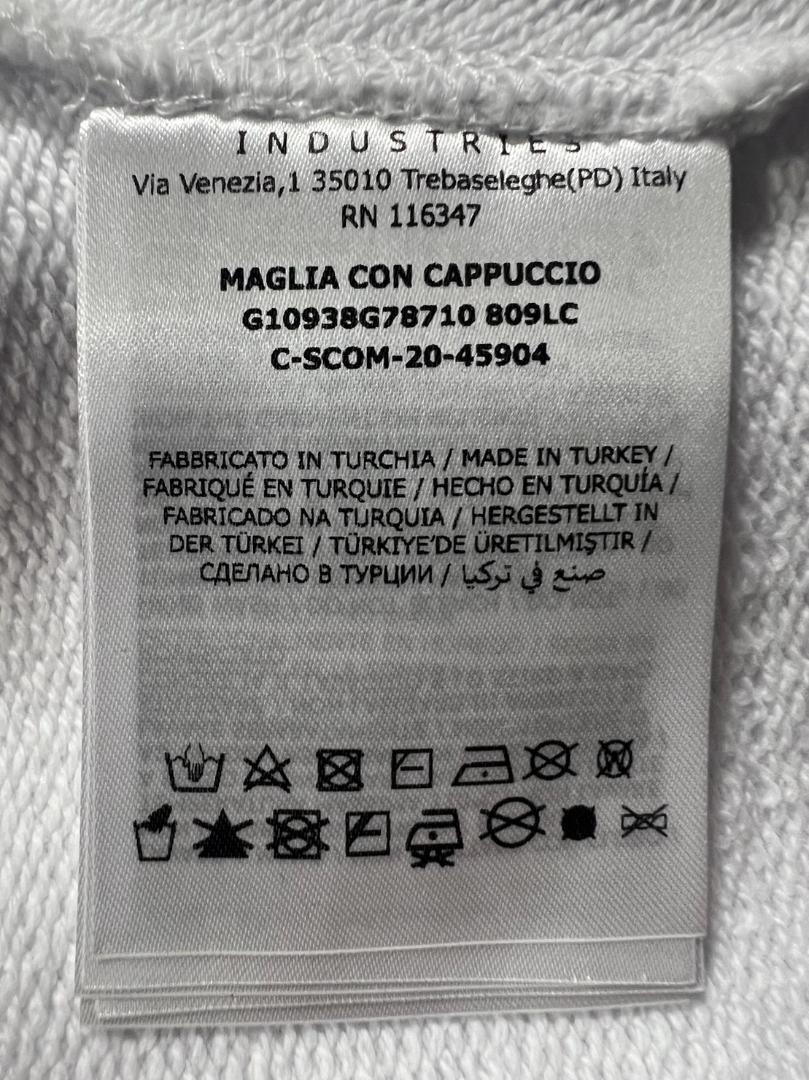 INDUSTRIES
Via Venezia,1 35010 Trebaseleghe(PD) Italy
RN 116347
MAGLIA CON CAPPUCCIO
G10938G78710 809LC
C-SCOM-20-45904
FABBRICATO IN TURCHIA / MADE IN TURKEY /
FABRIQUÉ EN TURQUIE / HECHO EN TURQUÍA /
FABRICADO NA TURQUIA / HERGESTELLT IN
DER TÜRKEI / TÜRKIYE'DE ÜRETILMIŞTIR /
СДЕЛАНО В ТУРЦИИ / صنع في تركيا